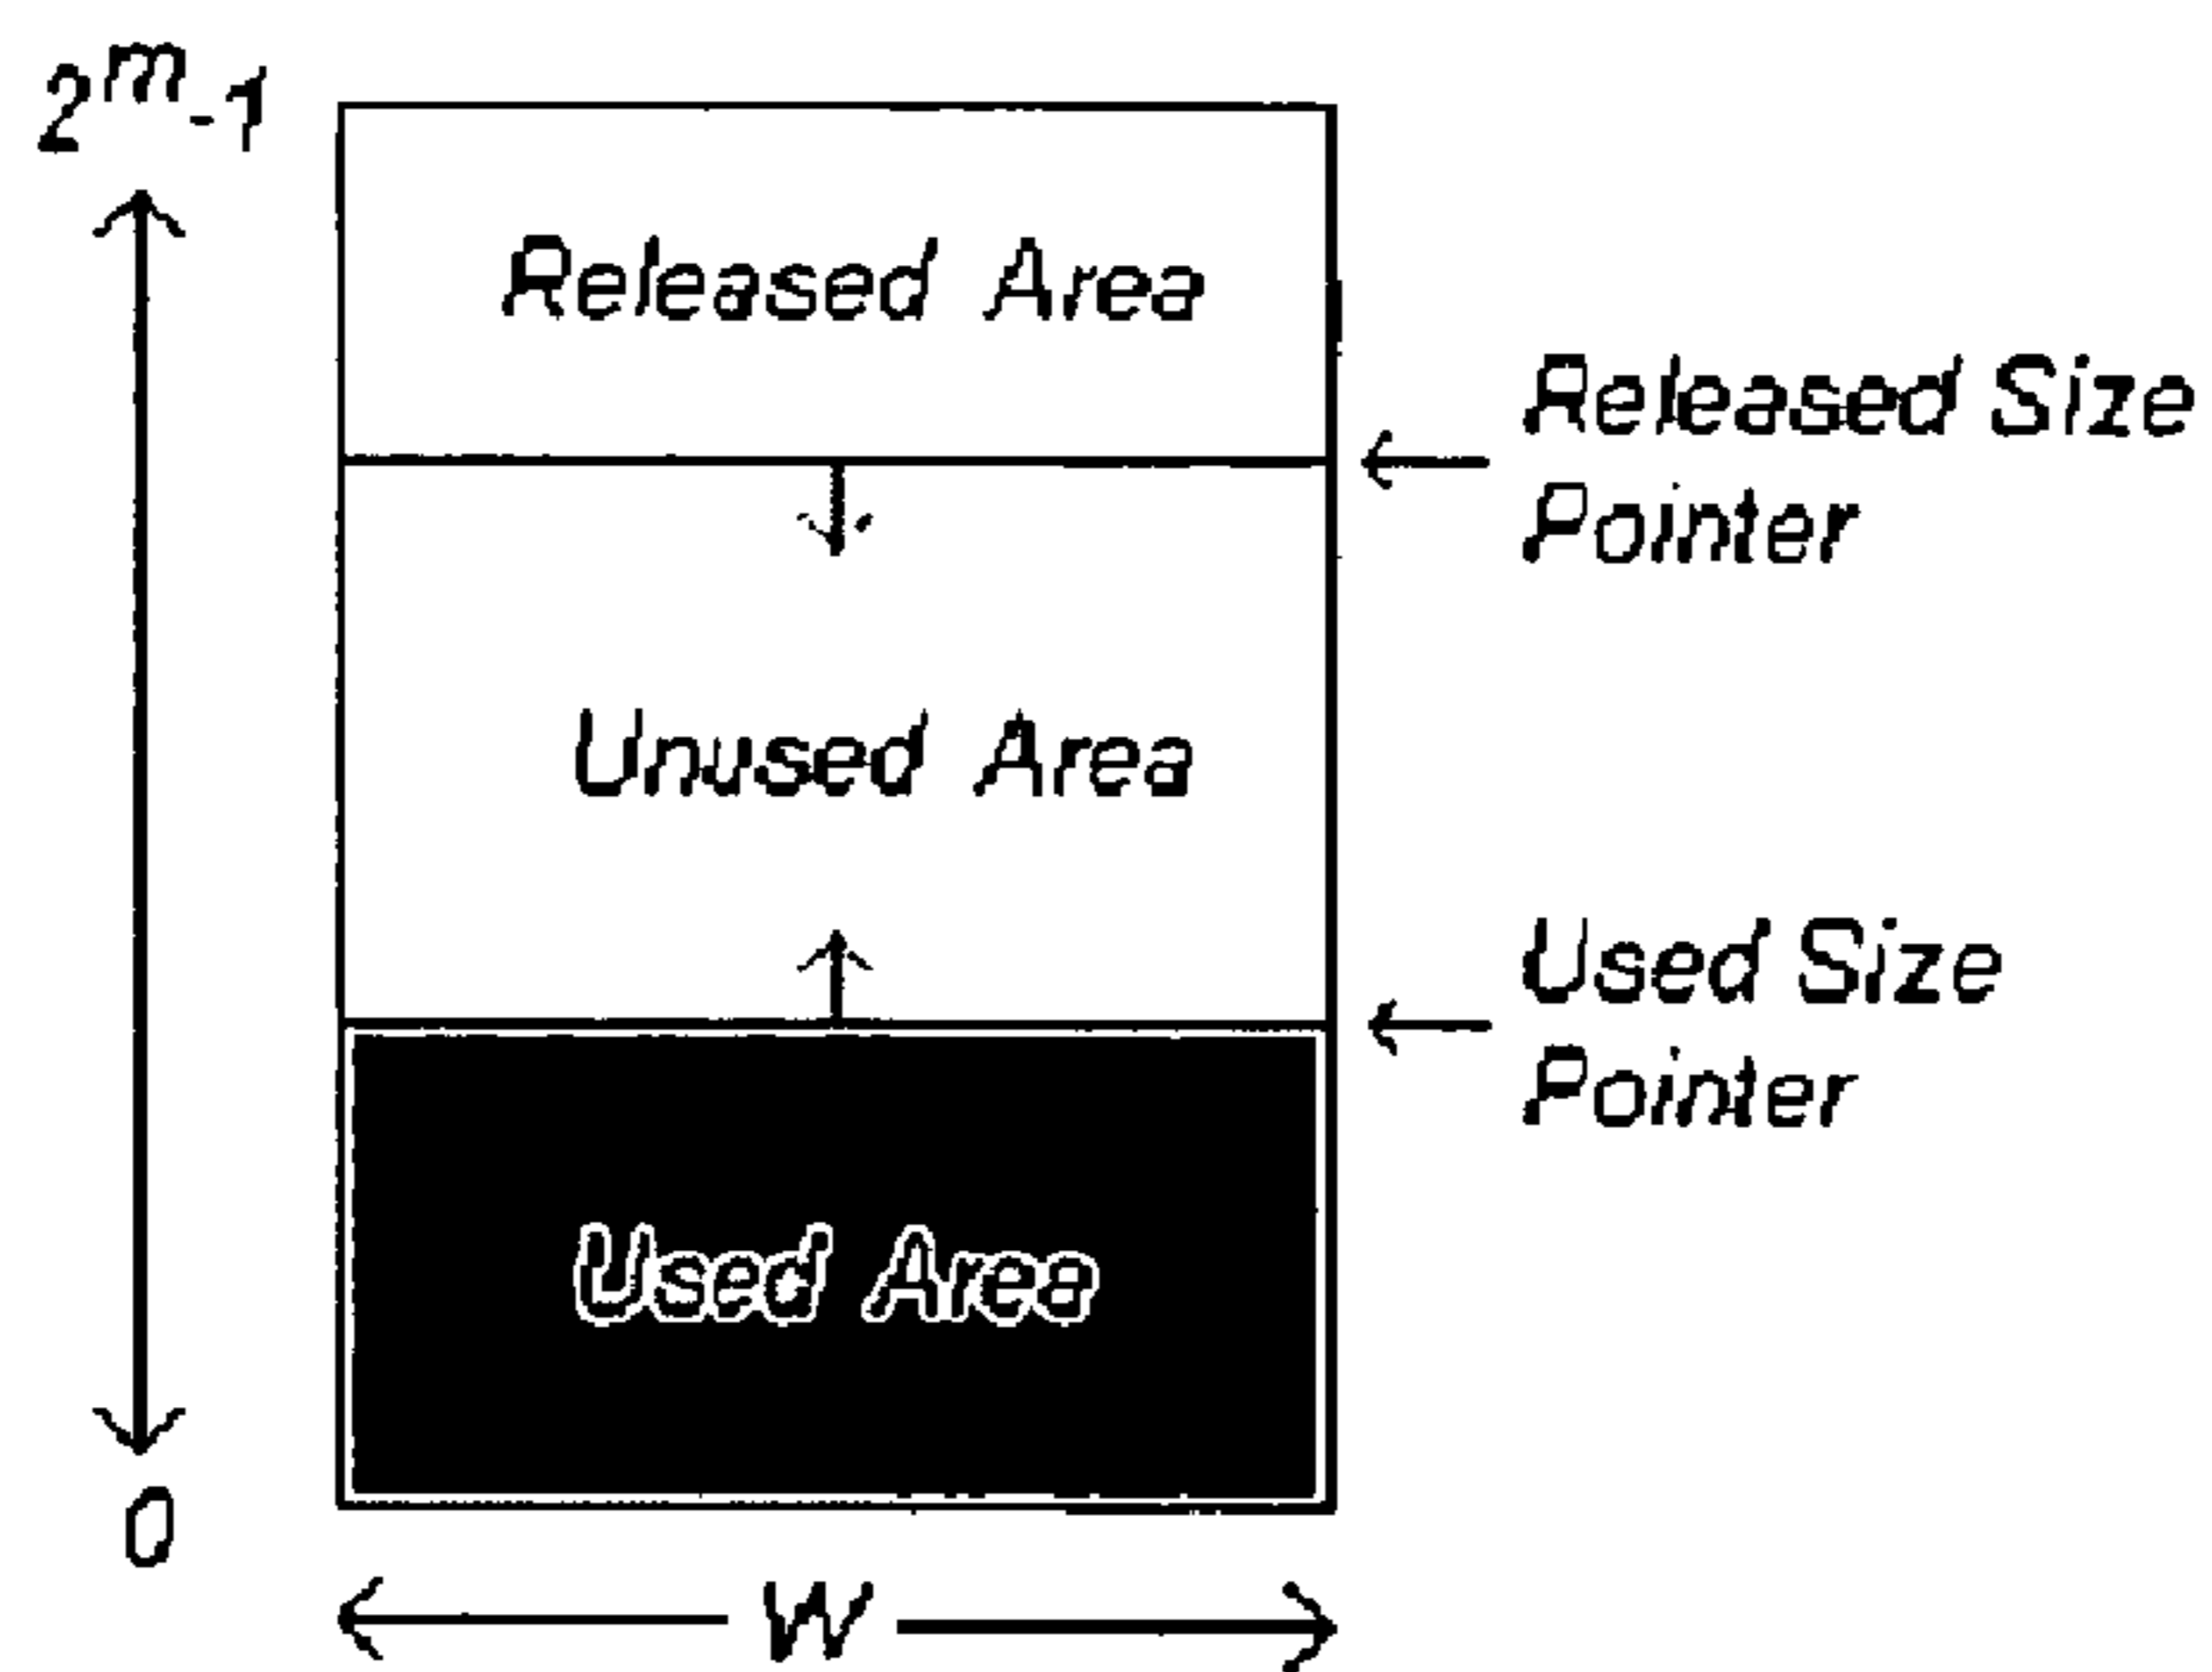 2^m-1
Released Area
Released Size
Pointer
Unused Area
Used Size
Pointer
Used Area
0
W